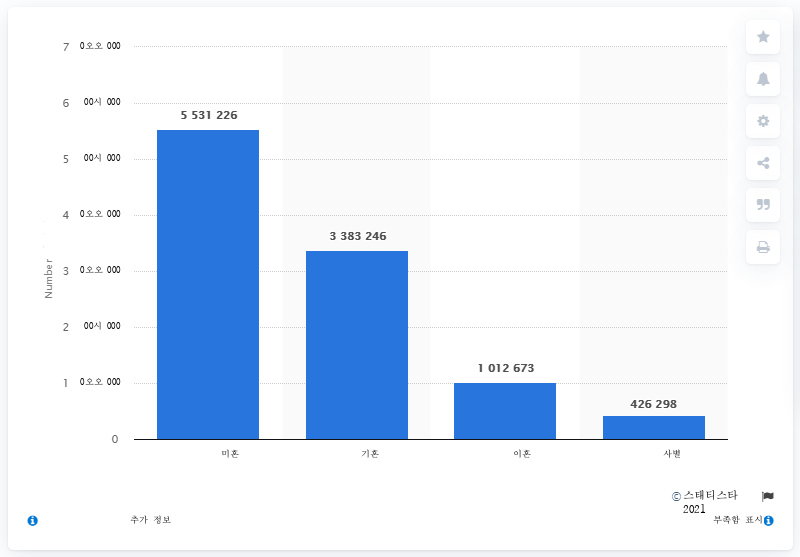 7 0오오 000
6 00시 000
5 531 226
5 00시 000
4 0오오 000
3 383 246
3 0오오 000
Number
2 00시 000
1 012 673
1 0오오 000
426 298
0
미혼 기혼 이혼 사별
© 스태티스타
2021
추가 정보 부족함 표시